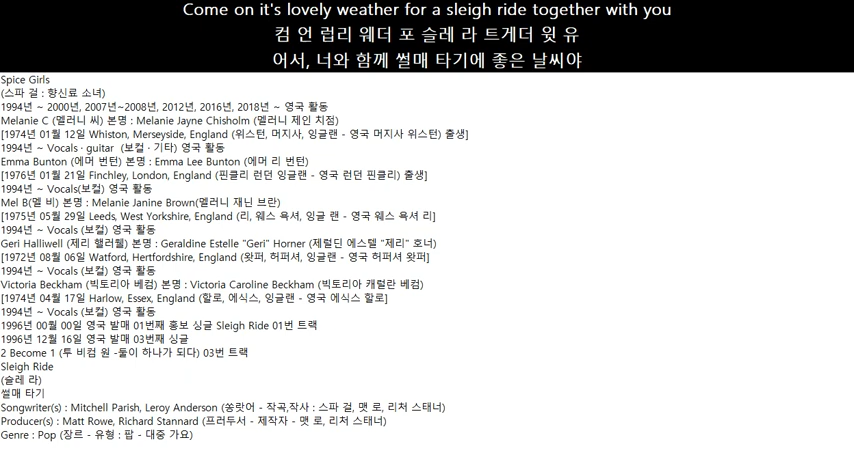 Come on it's lovely weather for a sleigh ride together with you
컴 언 럽리 웨더 포 슬레 라 트게더 윗 유
어서, 너와 함께 썰매 타기에 좋은 날씨야
Spice Girls
(스파 걸 : 향신료 소녀)
1994년 ~ 2000년, 2007년~2008년, 2012년, 2016년, 2018년 ~ 영국 활동
Melanie C (멜러니 씨) 본명 : Melanie Jayne Chisholm (멜러니 제인 치점)
[1974년 01월 12일 Whiston, Merseyside, England (위스턴, 머지사, 잉글랜 - 영국 머지사 위스턴) 출생]
1994년 ~ Vocals · guitar (보컬 · 기타) 영국 활동
Emma Bunton (에머 번턴) 본명 : Emma Lee Bunton (에머 리 번턴)
[1976년 01월 21일 Finchley, London, England (핀클리 런던 잉글랜 - 영국 런던 핀클리) 출생]
1994년 ~ Vocals(보컬) 영국 활동
Mel B(멜 비) 본명 : Melanie Janine Brown(멜러니 재닌 브란)
[1975년 05월 29일 Leeds, West Yorkshire, England (리, 웨스 욕셔, 잉글 랜 - 영국 웨스 욕셔 리]
1994년 ~ Vocals (보컬) 영국 활동
Geri Halliwell (제리 핼러웰) 본명 : Geraldine Estelle "Geri" Horner (제럴딘 에스텔 "제리" 호너)
[1972년 08월 06일 Watford, Hertfordshire, England (왓퍼, 허퍼셔, 잉글랜 - 영국 허퍼셔 왓퍼]
1994년 ~ Vocals (보컬) 영국 활동
Victoria Beckham (빅토리아 베컴) 본명 : Victoria Caroline Beckham (빅토리아 캐럴란 베컴)
[1974년 04월 17일 Harlow, Essex, England (할로, 에식스, 잉글랜 - 영국 에식스 할로]
1994년 ~ Vocals (보컬) 영국 활동
1996년 00월 00일 영국 발매 01번째 홍보 싱글 Sleigh Ride 01번 트랙
1996년 12월 16일 영국 발매 03번째 싱글
2 Become 1 (투 비컴 원 -둘이 하나가 되다) 03번 트랙
Sleigh Ride
(슬레 라)
썰매 타기
Songwriter(s) : Mitchell Parish, Leroy Anderson (쏭랏어 - 작곡,작사 : 스파 걸, 맷 로, 리처 스태너)
Producer(s) : Matt Rowe, Richard Stannard (프러두서 - 제작자 - 맷 로, 리처 스태너)
Genre : Pop (장르 - 유형 : 팝 - 대중 가요)